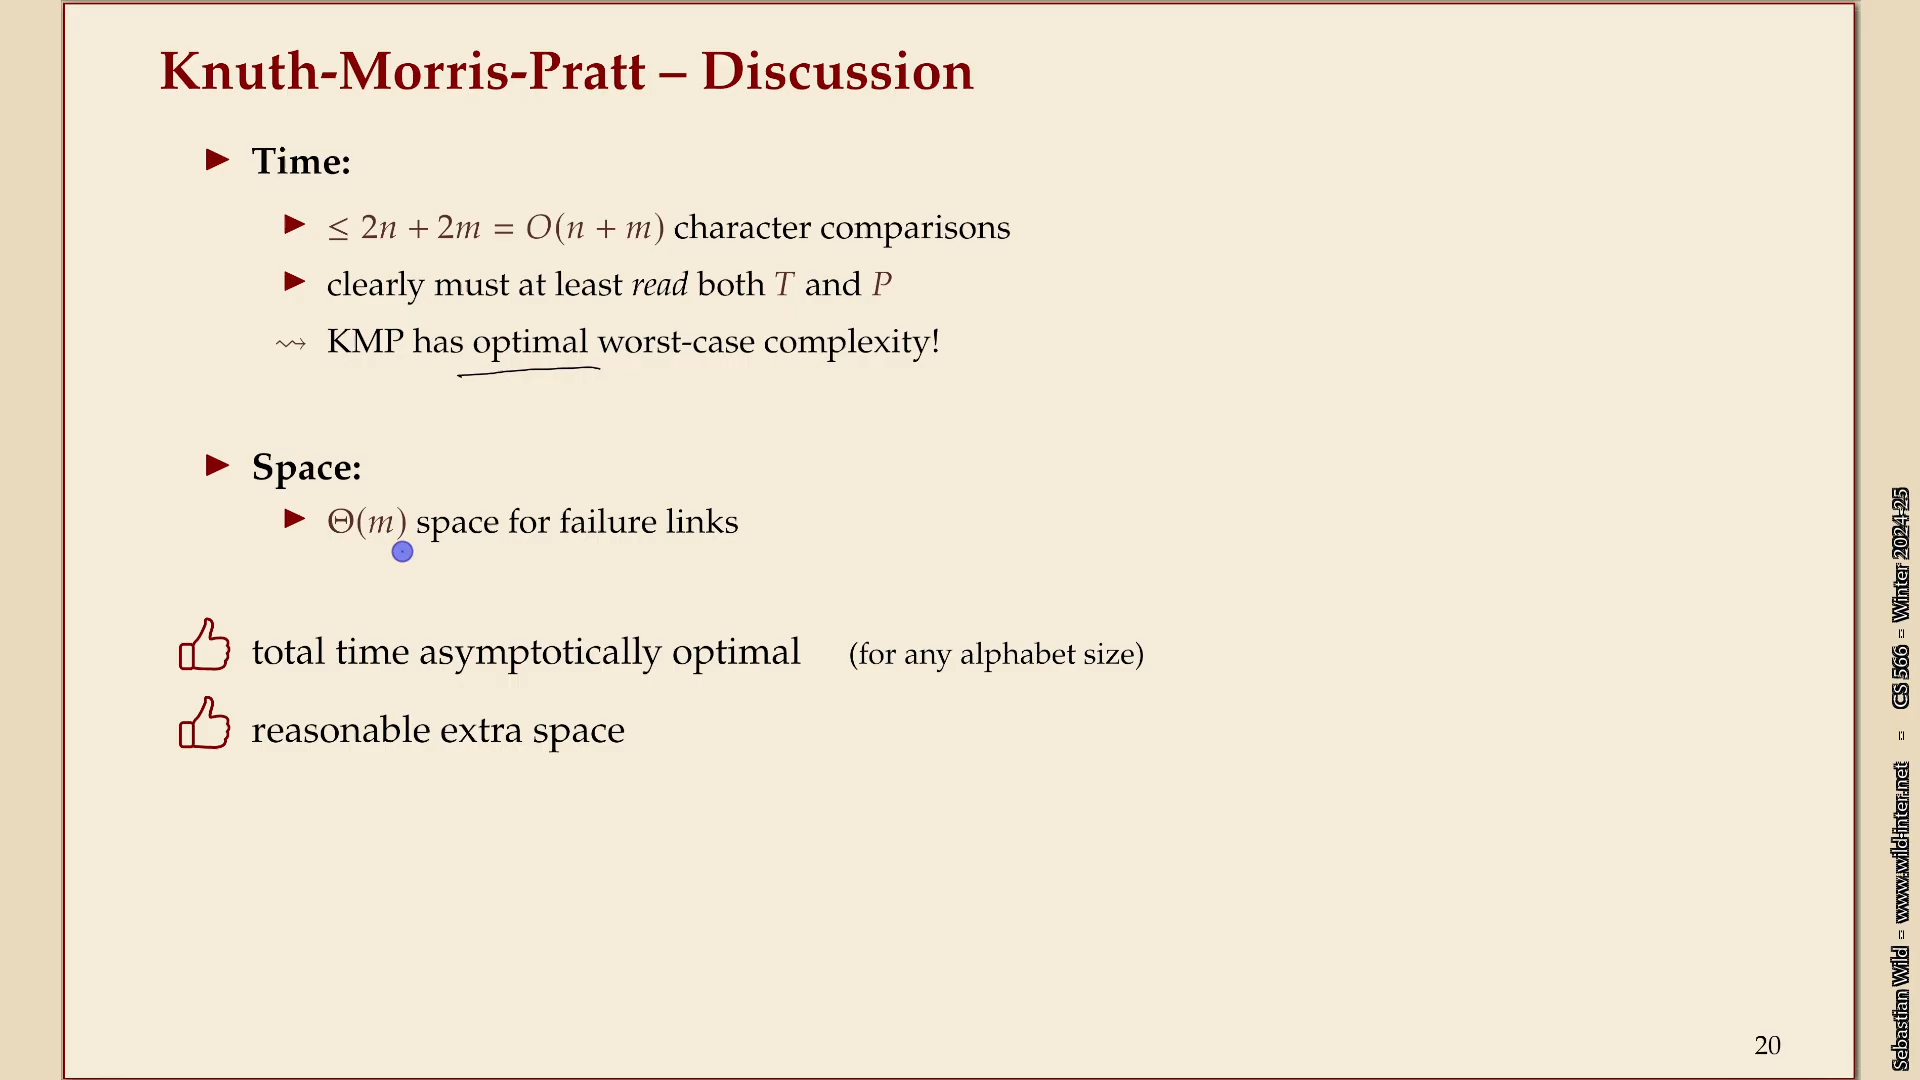 Knuth-Morris-Pratt – Discussion
▶ Time:
▶ ≤ 2n + 2m = O(n + m) character comparisons
▶ clearly must at least read both T and P
⇝ KMP has optimal worst-case complexity!
▶ Space:
▶ Θ(m) space for failure links
total time asymptotically optimal (for any alphabet size)
reasonable extra space
20
Sebastian Wild – www.wild-inter.net – CS 566 – Winter 2024-25